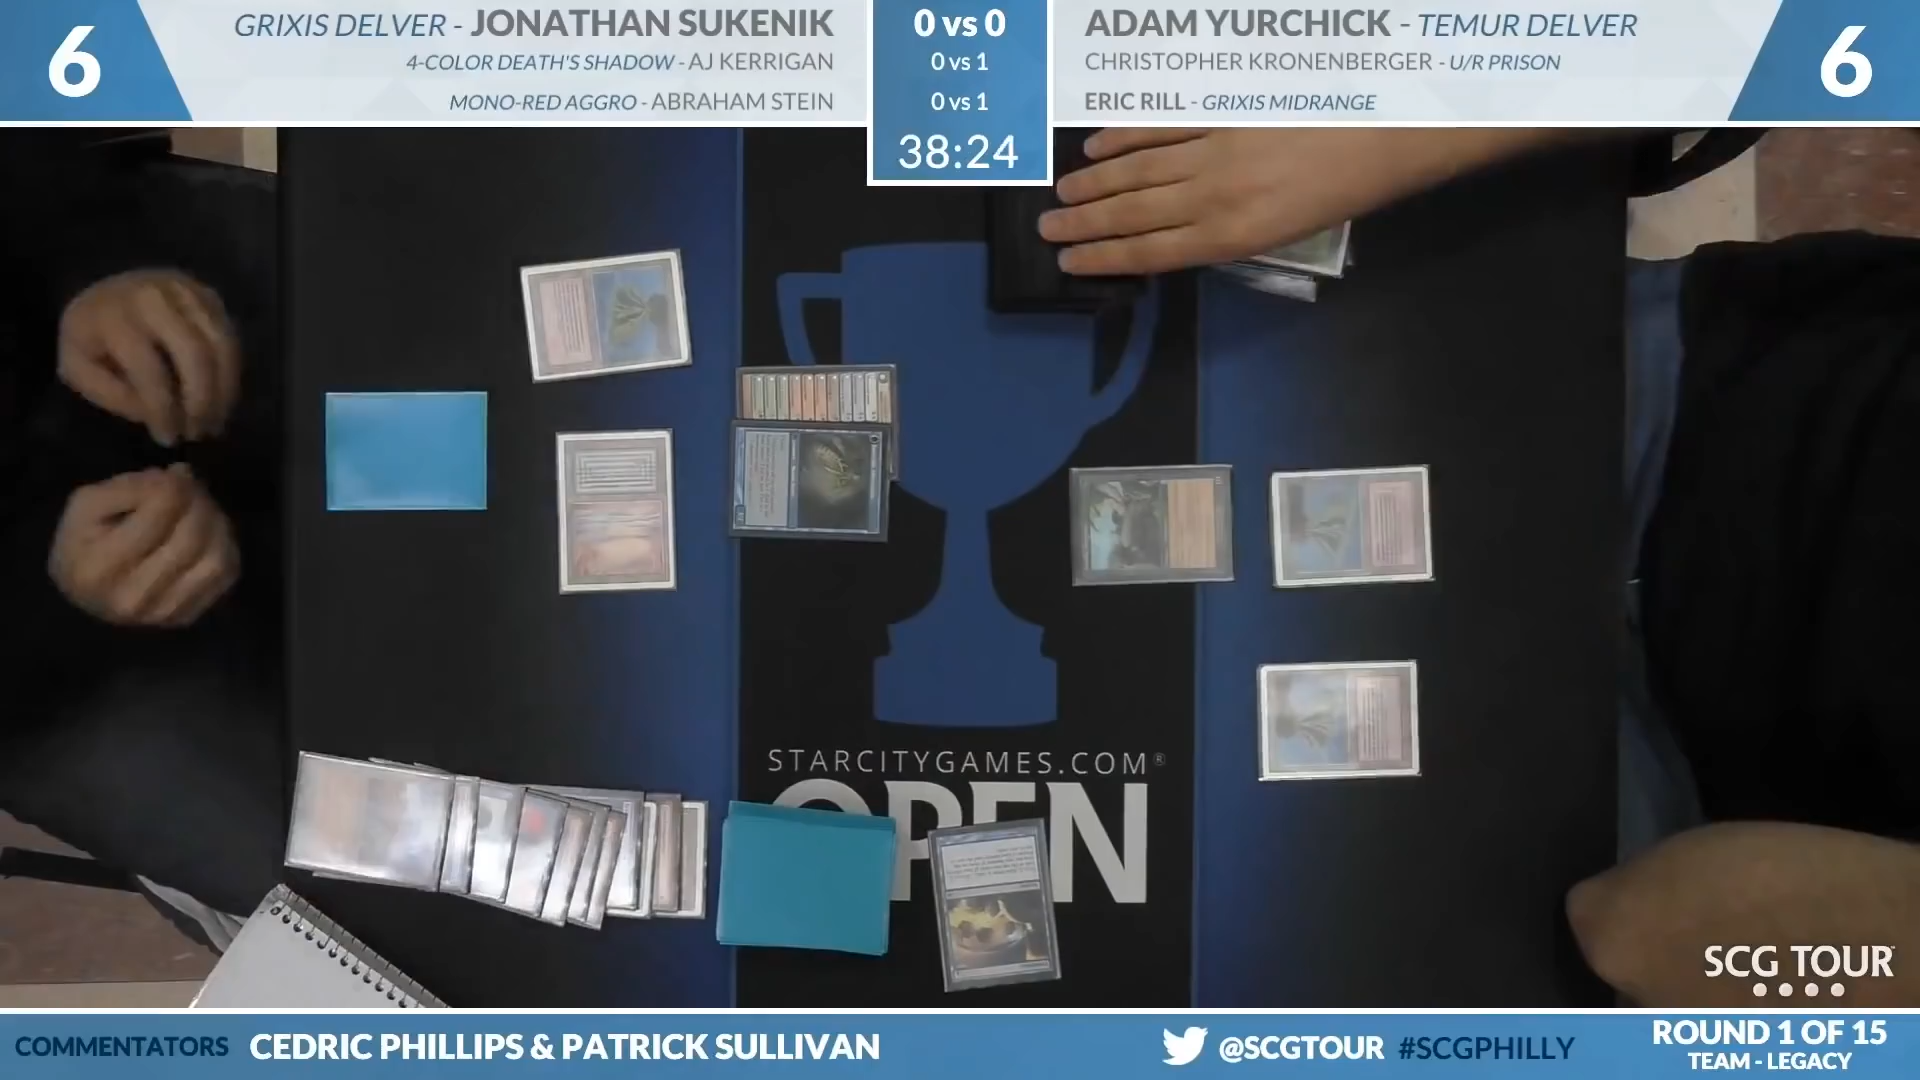 6
GRIXIS DELVER - JONATHAN SUKENIK
4-COLOR DEATH'S SHADOW - AJ KERRIGAN
MONO-RED AGGRO - ABRAHAM STEIN
0 vs 0
0 vs 1
0 vs 1
38:24
ADAM YURCHICK - TEMUR DELVER
CHRISTOPHER KRONENBERGER - U/R PRISON
ERIC RILL - GRIXIS MIDRANGE
6
STARCITYGAMES.COM®
OPEN
SCG TOUR
COMMENTATORS CEDRIC PHILLIPS & PATRICK SULLIVAN
@SCGTOUR #SCGPHILLY
ROUND 1 OF 15
TEAM - LEGACY